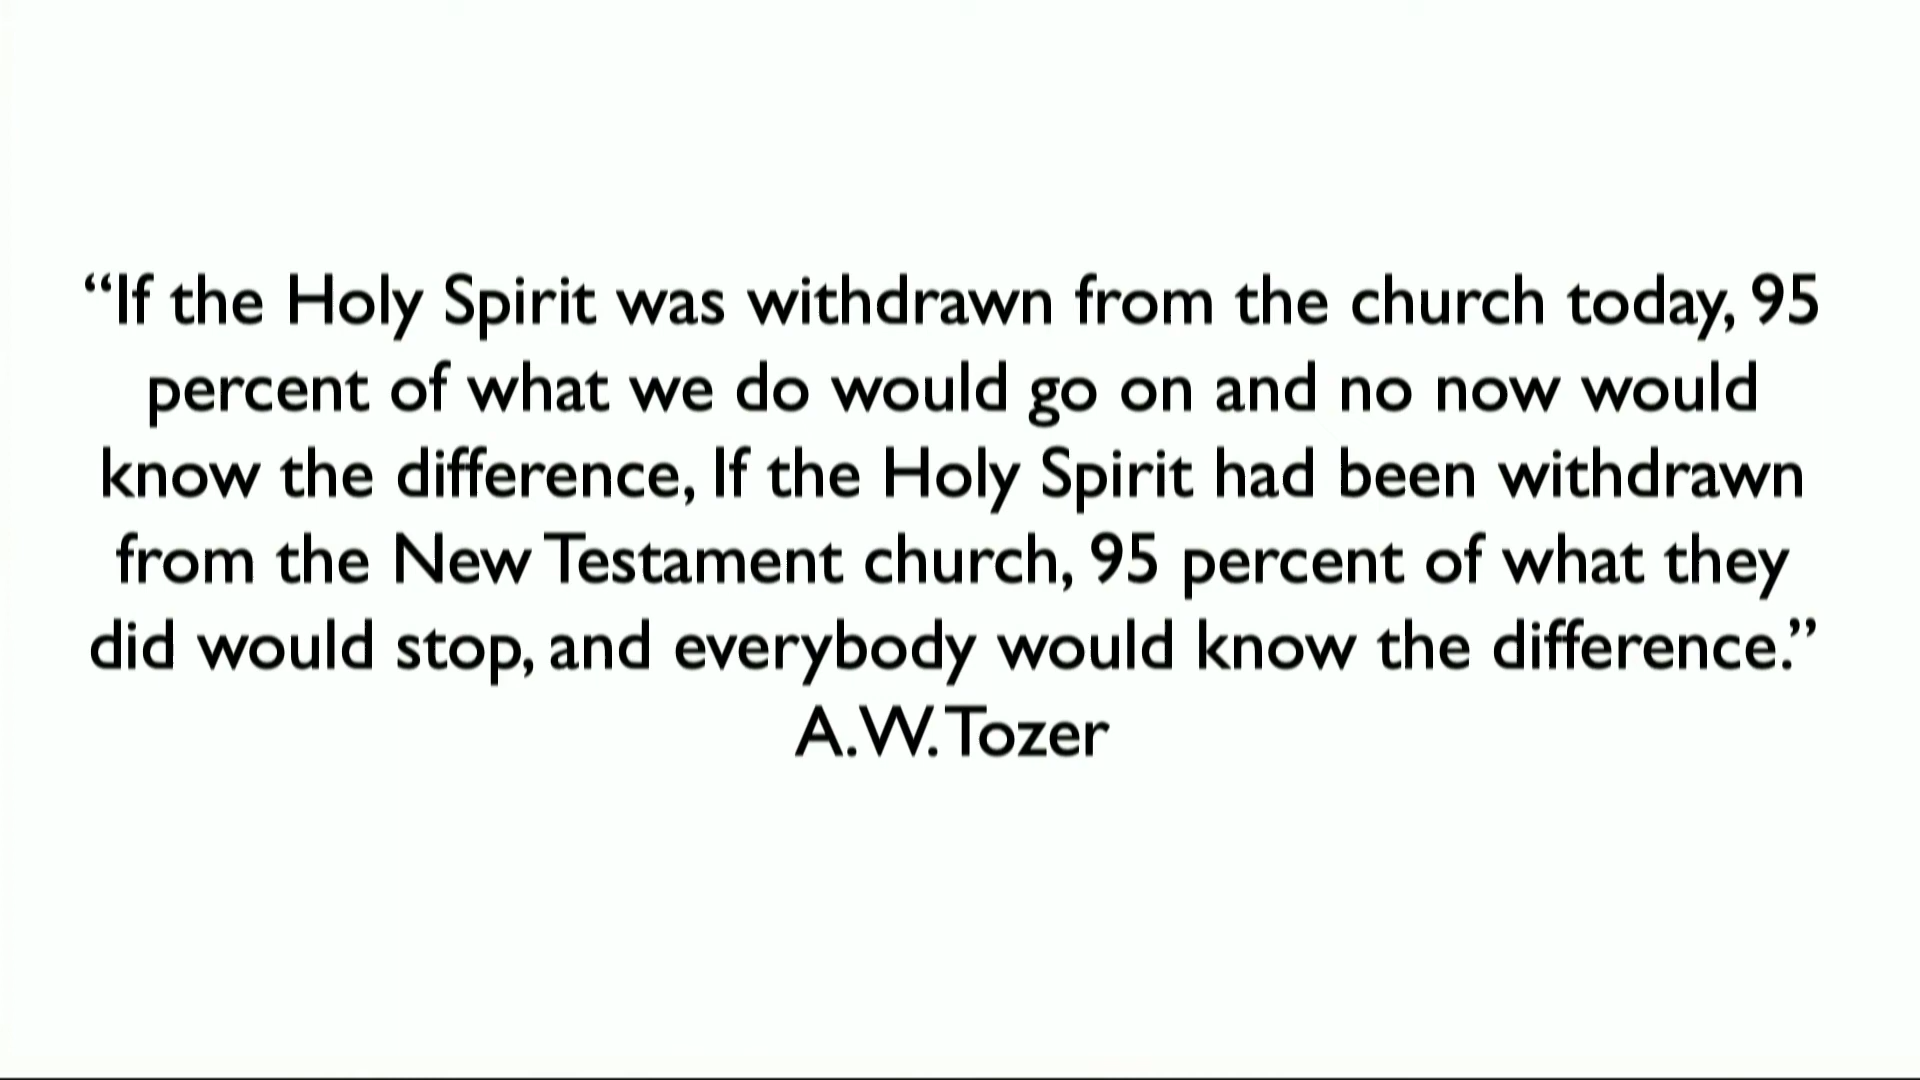 “If the Holy Spirit was withdrawn from the church today, 95
percent of what we do would go on and no now would
know the difference, If the Holy Spirit had been withdrawn
from the New Testament church, 95 percent of what they
did would stop, and everybody would know the difference.”
A.W. Tozer